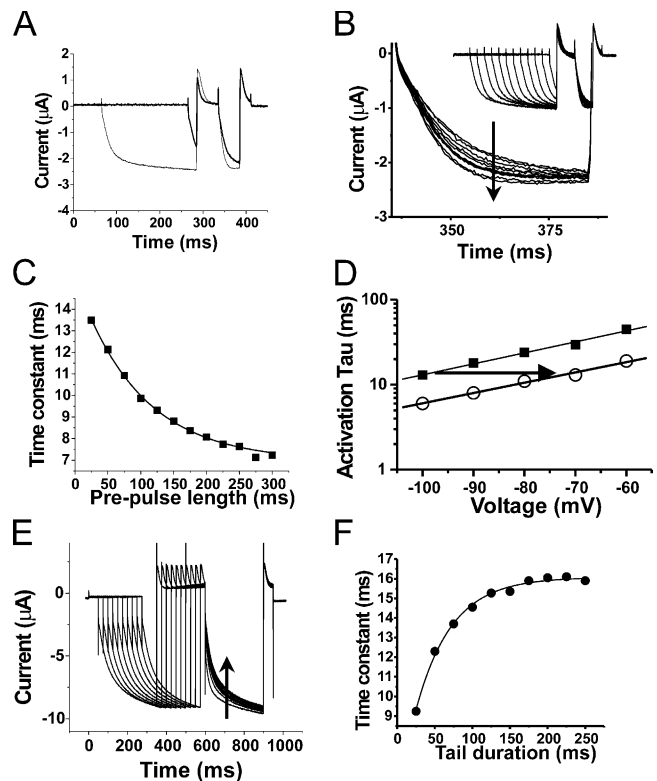 A
Current (μA)
2
1
0
-1
-2
-3
-4
0 100 200 300 400
Time (ms)
B
Current (μA)
0
-1
-2
-3
350 375
Time (ms)
C
Time constant (ms)
14
13
12
11
10
9
8
7
0 50 100 150 200 250 300
Pre-pulse length (ms)
D
Activation Tau (ms)
100
10
1
-100 -90 -80 -70 -60
Voltage (mV)
E
Current (μA)
0
-5
-10
0 200 400 600 800 1000
Time (ms)
F
Time constant (ms)
16
15
14
13
12
11
10
9
0 50 100 150 200 250
Tail duration (ms)